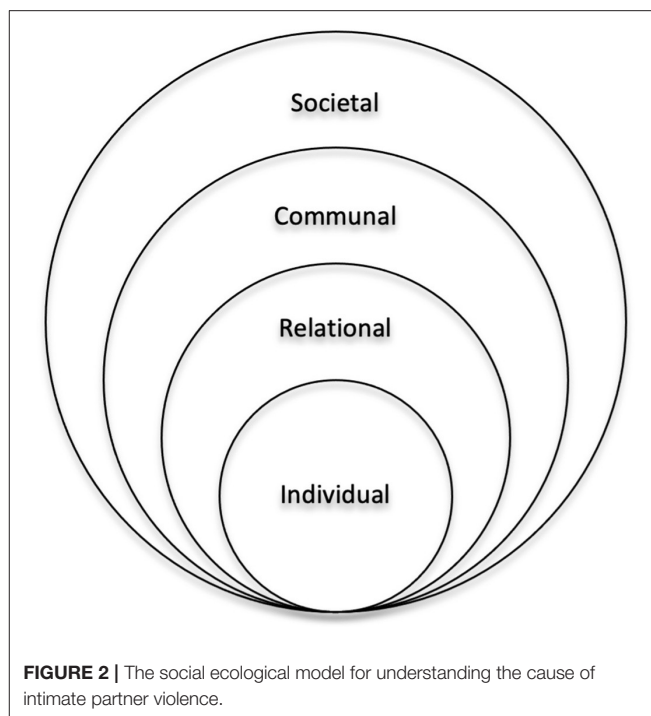 Societal
Communal
Relational
Individual
FIGURE 2 | The social ecological model for understanding the cause of
intimate partner violence.